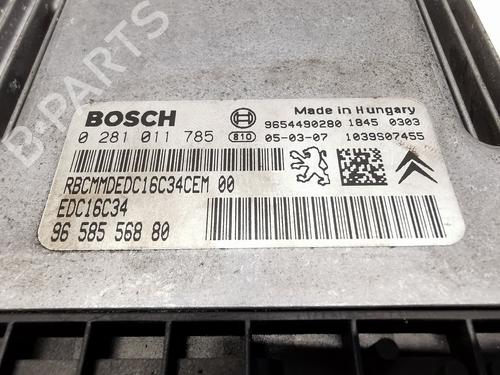 B-PARTS
BOSCH
Made in Hungary
9654490280 1845 0303
0 281 011 785 810 05-03-07 1039S07455
RBCMMDEDC16C34CEM 00
EDC16C34
96 585 568 80